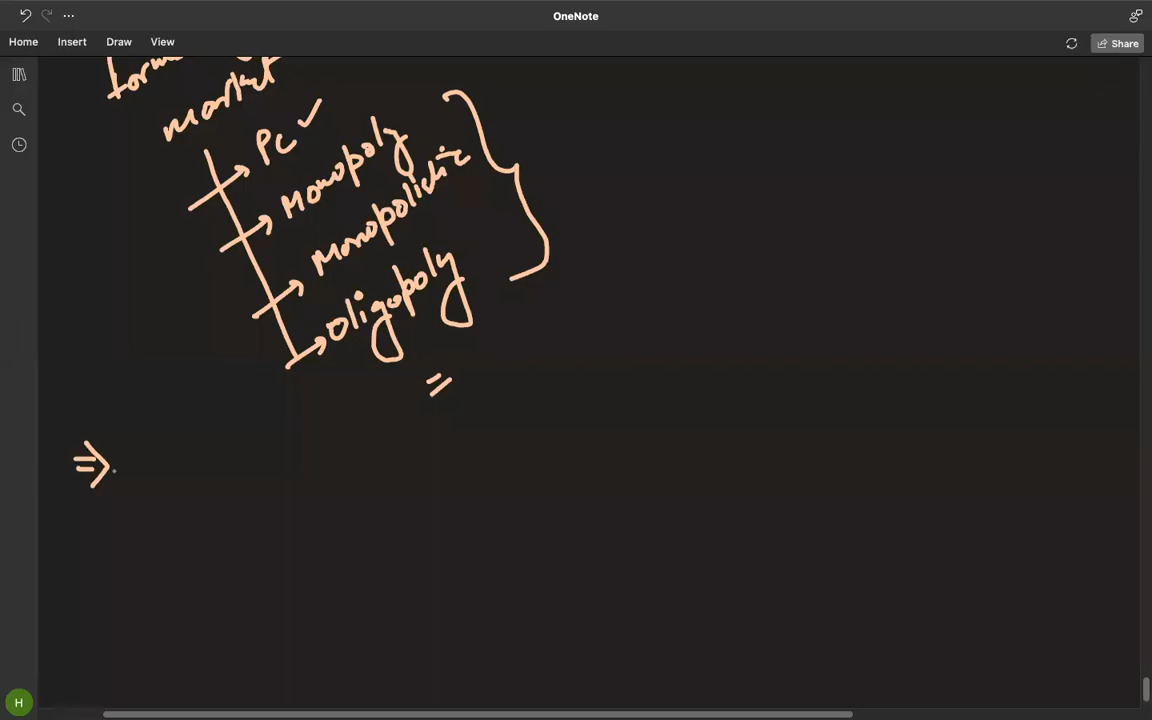 OneNote
Home Insert Draw View
Share
market
PC ✓
Monopoly
Monopolistic
Oligopoly
=
⇒
H